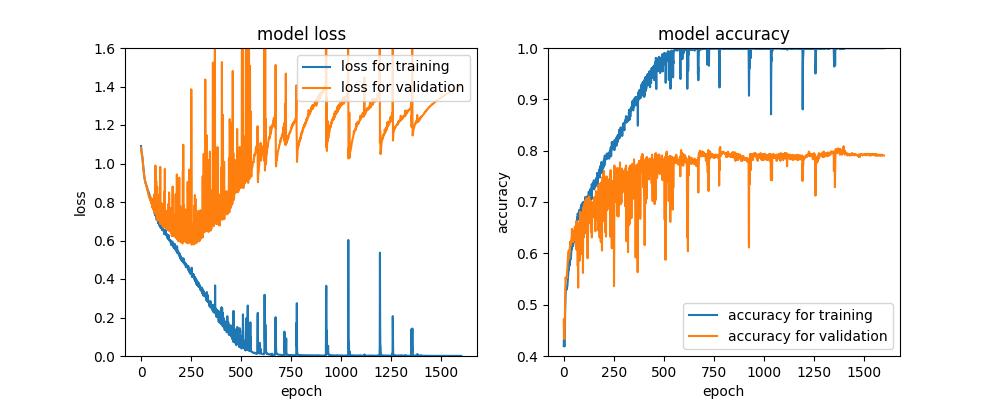 model loss
loss
1.6
1.4
1.2
1.0
0.8
0.6
0.4
0.2
0.0
loss for training
loss for validation
0 250 500 750 1000 1250 1500
epoch
model accuracy
accuracy
1.0
0.9
0.8
0.7
0.6
0.5
0.4
accuracy for training
accuracy for validation
0 250 500 750 1000 1250 1500
epoch